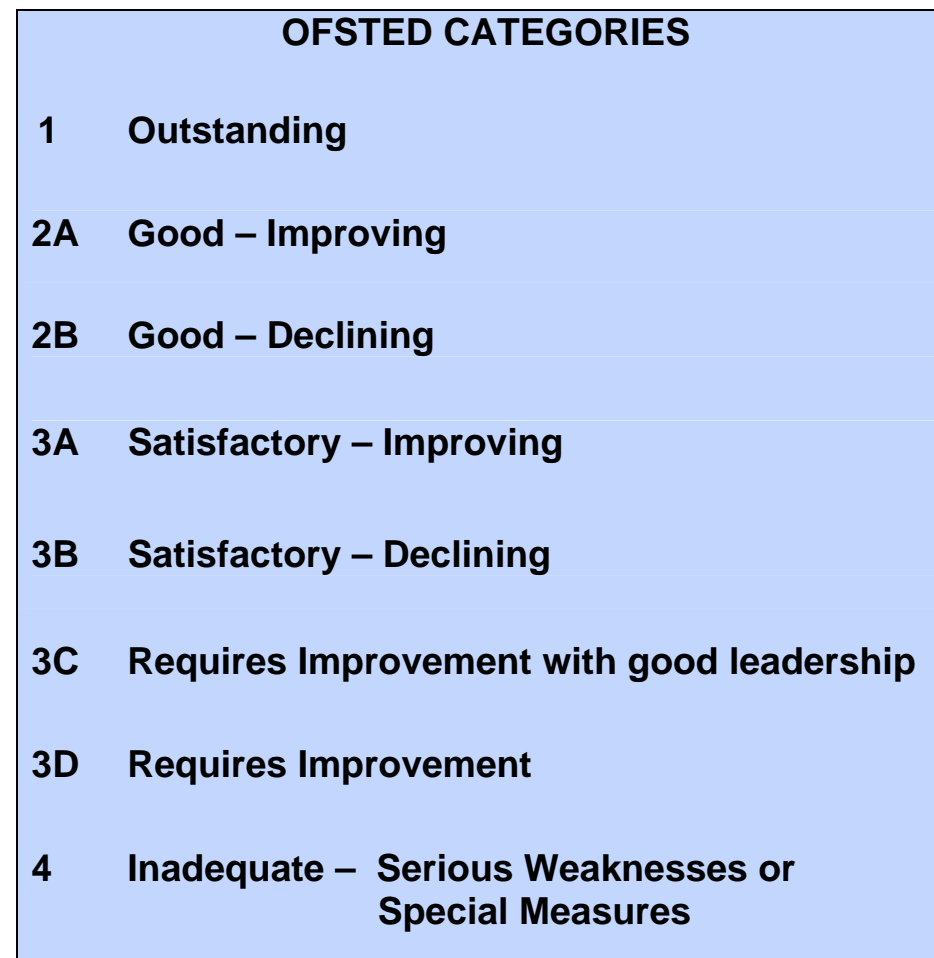 OFSTED CATEGORIES
1 Outstanding
2A Good – Improving
2B Good – Declining
3A Satisfactory – Improving
3B Satisfactory – Declining
3C Requires Improvement with good leadership
3D Requires Improvement
4 Inadequate – Serious Weaknesses or
Special Measures